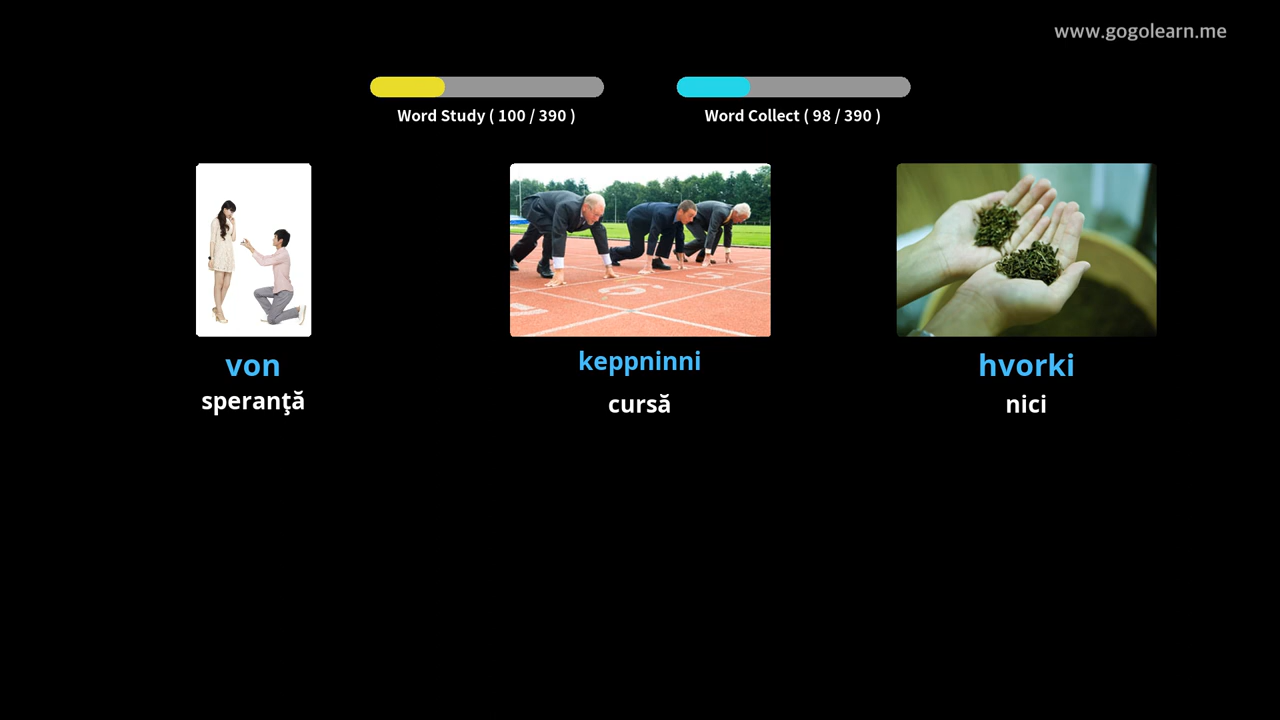 www.gogolearn.me
Word Study ( 100 / 390 )
Word Collect ( 98 / 390 )
von
speranţă
keppninni
cursă
hvorki
nici